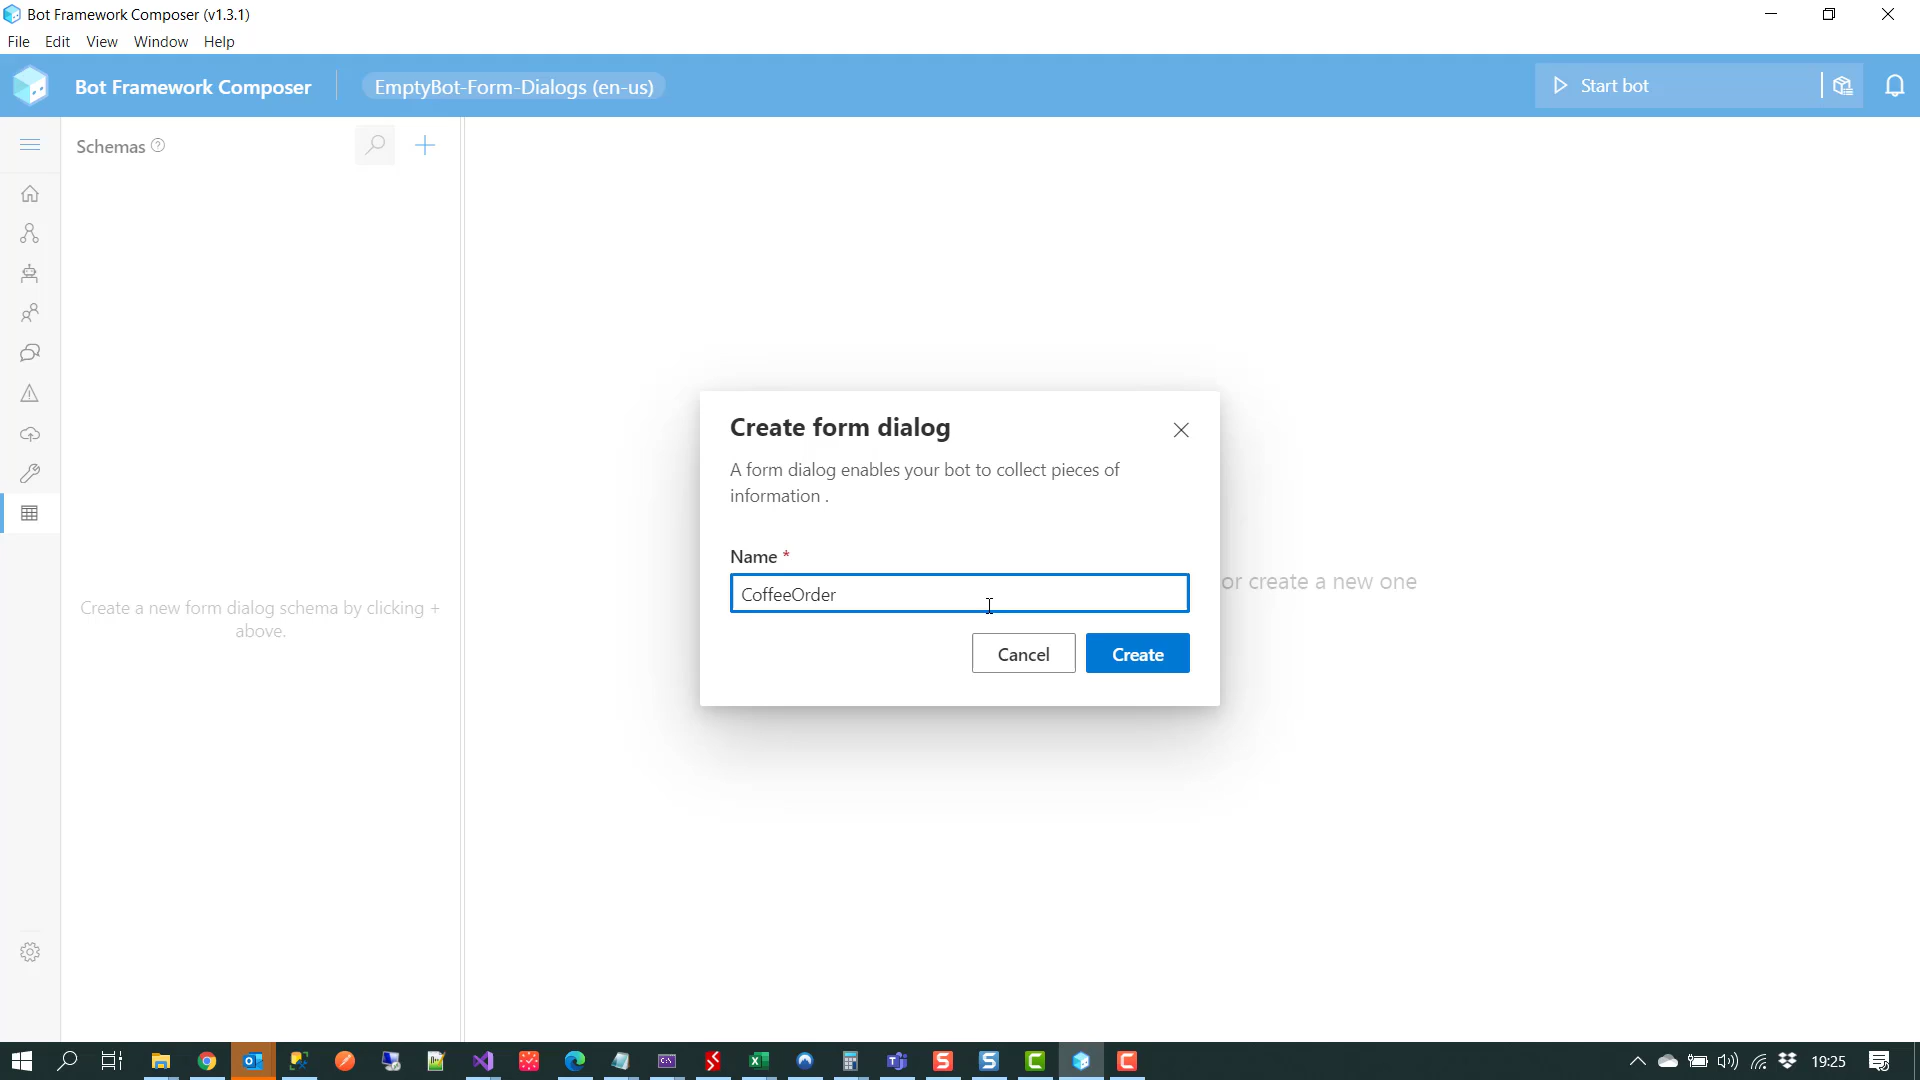 Bot Framework Composer (v1.3.1)
File Edit View Window Help
Bot Framework Composer
EmptyBot-Form-Dialogs (en-us)
Start bot
Schemas
Create a new form dialog schema by clicking +
above.
or create a new one
Create form dialog
A form dialog enables your bot to collect pieces of
information .
Name *
CoffeeOrder
Cancel
Create
19:25